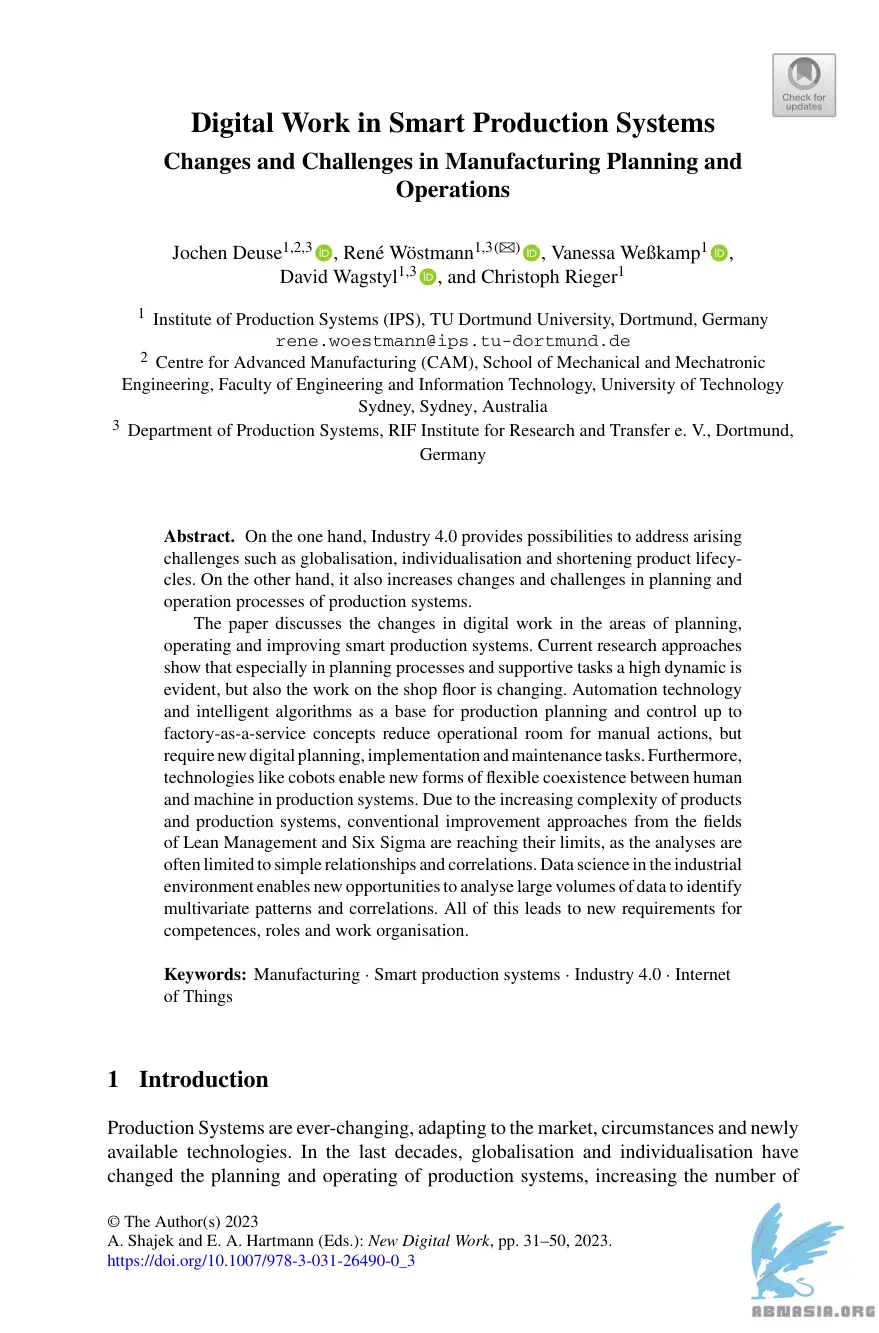 Check for
updates
Digital Work in Smart Production Systems
Changes and Challenges in Manufacturing Planning and
Operations
Jochen Deuse1,2,3 iD, René Wöstmann1,3(✉) iD, Vanessa Weßkamp1 iD,
David Wagstyl1,3 iD, and Christoph Rieger1
1 Institute of Production Systems (IPS), TU Dortmund University, Dortmund, Germany
rene.woestmann@ips.tu-dortmund.de
2 Centre for Advanced Manufacturing (CAM), School of Mechanical and Mechatronic
Engineering, Faculty of Engineering and Information Technology, University of Technology
Sydney, Sydney, Australia
3 Department of Production Systems, RIF Institute for Research and Transfer e. V., Dortmund,
Germany
Abstract. On the one hand, Industry 4.0 provides possibilities to address arising
challenges such as globalisation, individualisation and shortening product lifecy-
cles. On the other hand, it also increases changes and challenges in planning and
operation processes of production systems.
The paper discusses the changes in digital work in the areas of planning,
operating and improving smart production systems. Current research approaches
show that especially in planning processes and supportive tasks a high dynamic is
evident, but also the work on the shop floor is changing. Automation technology
and intelligent algorithms as a base for production planning and control up to
factory-as-a-service concepts reduce operational room for manual actions, but
require new digital planning, implementation and maintenance tasks. Furthermore,
technologies like cobots enable new forms of flexible coexistence between human
and machine in production systems. Due to the increasing complexity of products
and production systems, conventional improvement approaches from the fields
of Lean Management and Six Sigma are reaching their limits, as the analyses are
often limited to simple relationships and correlations. Data science in the industrial
environment enables new opportunities to analyse large volumes of data to identify
multivariate patterns and correlations. All of this leads to new requirements for
competences, roles and work organisation.
Keywords: Manufacturing · Smart production systems · Industry 4.0 · Internet
of Things
1 Introduction
Production Systems are ever-changing, adapting to the market, circumstances and newly
available technologies. In the last decades, globalisation and individualisation have
changed the planning and operating of production systems, increasing the number of
© The Author(s) 2023
A. Shajek and E. A. Hartmann (Eds.): New Digital Work, pp. 31–50, 2023.
https://doi.org/10.1007/978-3-031-26490-0_3
ABNASIA.ORG